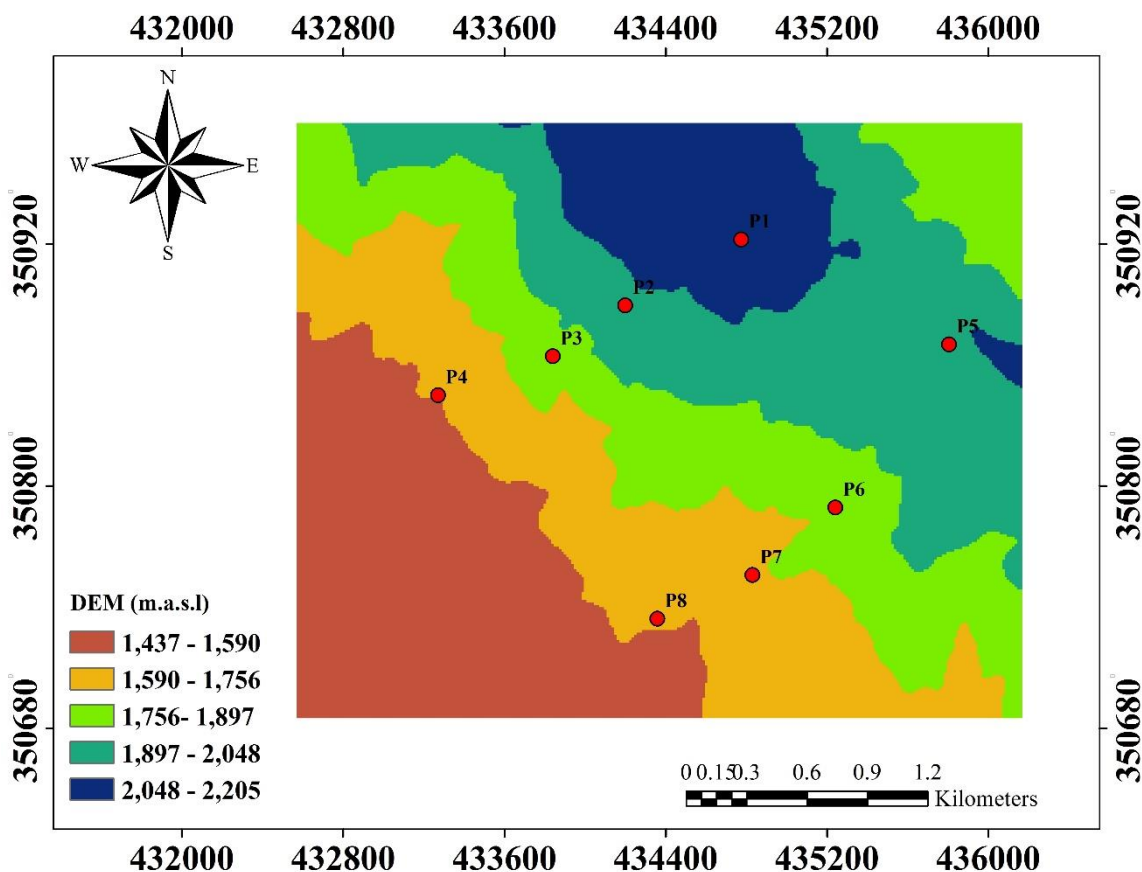 432000 432800 433600 434400 435200 436000
N
W E
S
350920 350920
P1
P2
P5
P3
P4
350800 350800
P6
P7
P8
DEM (m.a.s.l)
1,437 - 1,590
1,590 - 1,756
1,756- 1,897
1,897 - 2,048
2,048 - 2,205
350680 350680
0 0.15 0.3 0.6 0.9 1.2
Kilometers
432000 432800 433600 434400 435200 436000